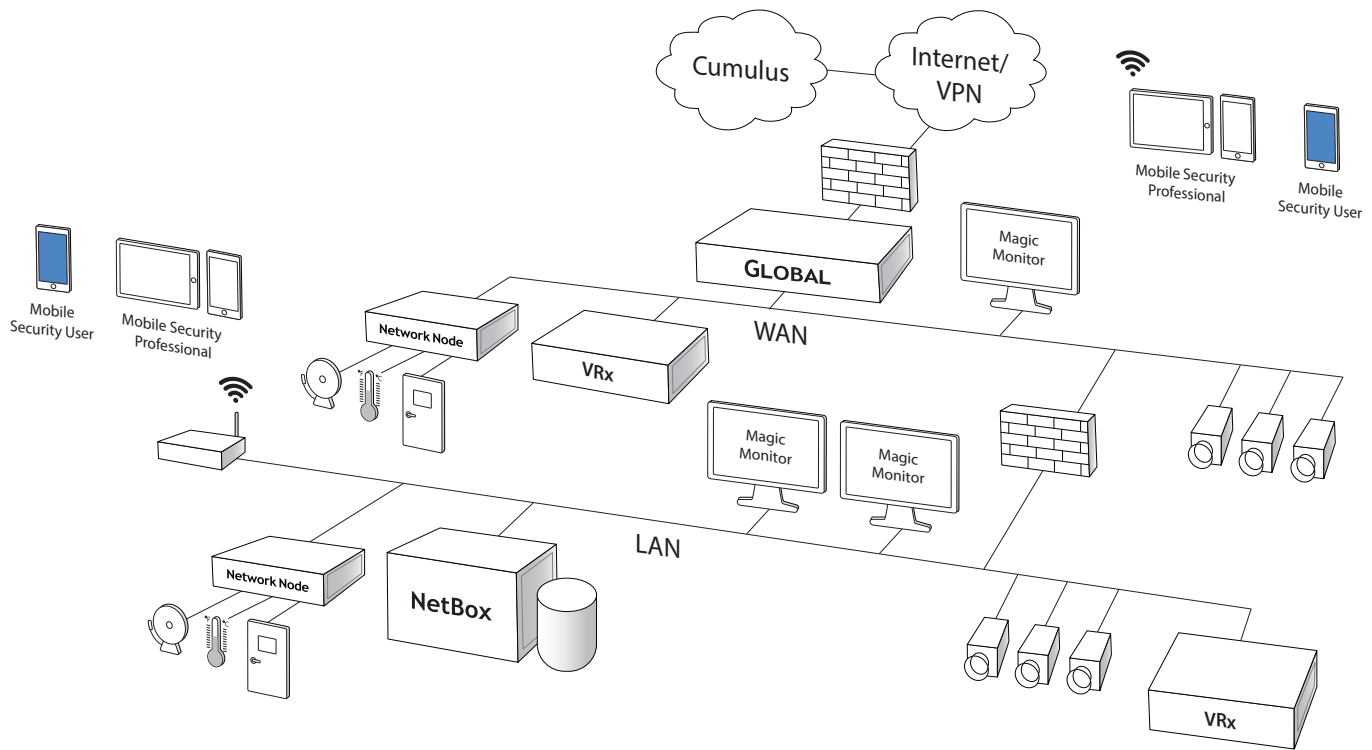 Cumulus
Internet/
VPN
Mobile Security
Professional
Mobile
Security User
Magic
Monitor
GLOBAL
Mobile
Security User
Mobile Security
Professional
Network Node
VRx
WAN
°F
°C
Magic
Monitor
Magic
Monitor
LAN
Network Node
NetBox
°F
°C
VRx